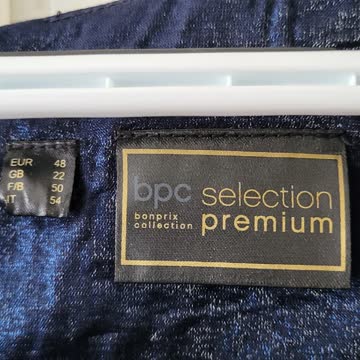 EUR 48
GB 22
F/B 50
IT 54
bpc selection
bonprix
collection premium